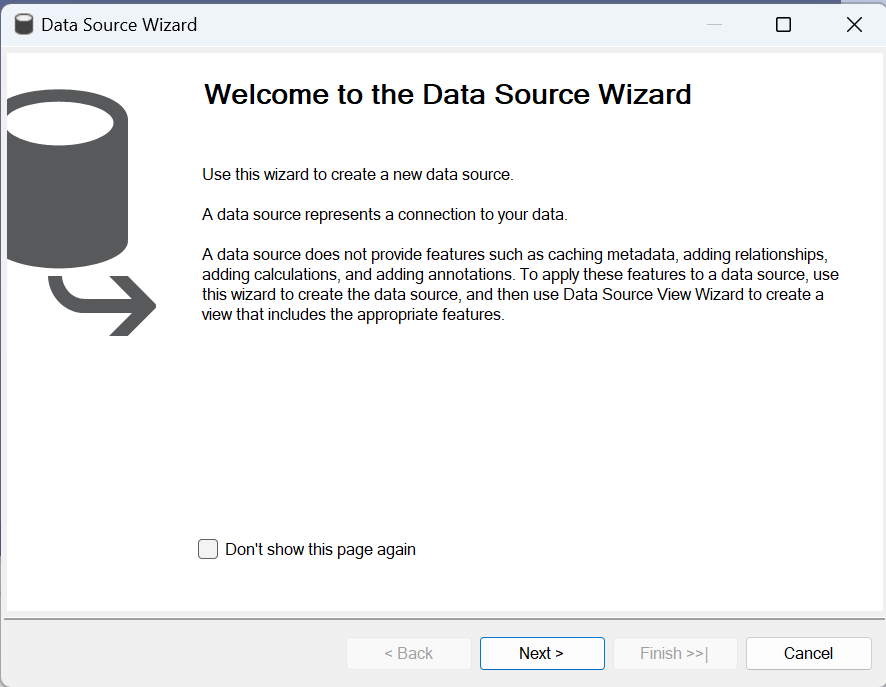 Data Source Wizard
Welcome to the Data Source Wizard
Use this wizard to create a new data source.
A data source represents a connection to your data.
A data source does not provide features such as caching metadata, adding relationships,
adding calculations, and adding annotations. To apply these features to a data source, use
this wizard to create the data source, and then use Data Source View Wizard to create a
view that includes the appropriate features.
Don't show this page again
< Back
Next >
Finish >>|
Cancel